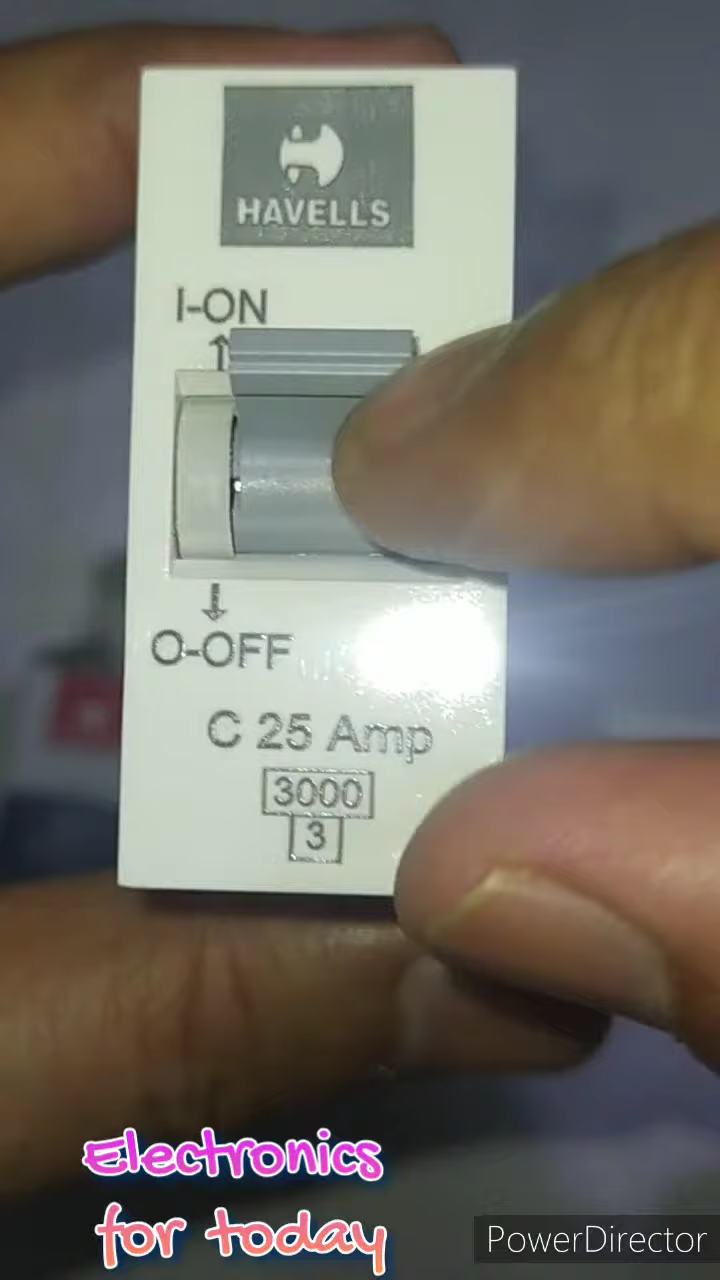 HAVELLS
I-ON
O-OFF
C 25 Amp
3000
3
Electronics
for today
PowerDirector